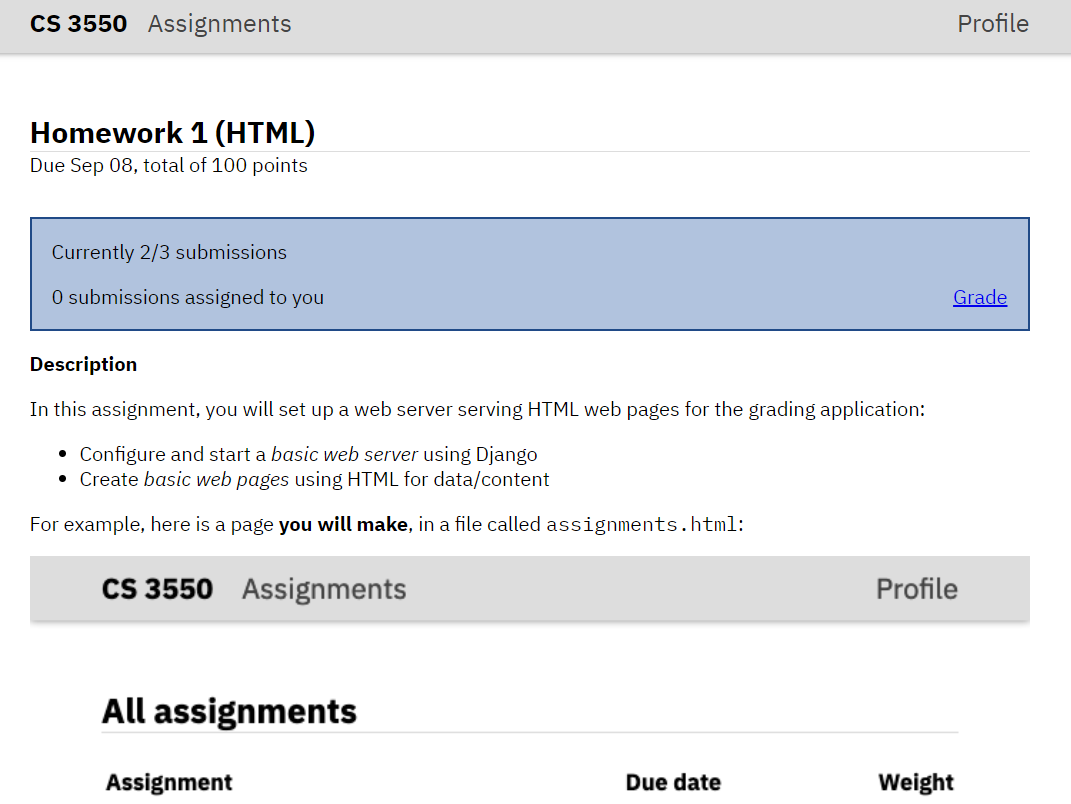 CS 3550 Assignments Profile
Homework 1 (HTML)
Due Sep 08, total of 100 points
Currently 2/3 submissions
0 submissions assigned to you Grade
Description
In this assignment, you will set up a web server serving HTML web pages for the grading application:
• Configure and start a basic web server using Django
• Create basic web pages using HTML for data/content
For example, here is a page you will make, in a file called assignments.html:
CS 3550 Assignments Profile
All assignments
Assignment Due date Weight